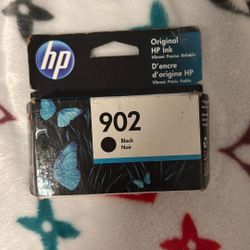 hp
Original
HP Ink
Vibrant. Precise. Reliable.
D'encre
d'origine HP
902
Black
Noir